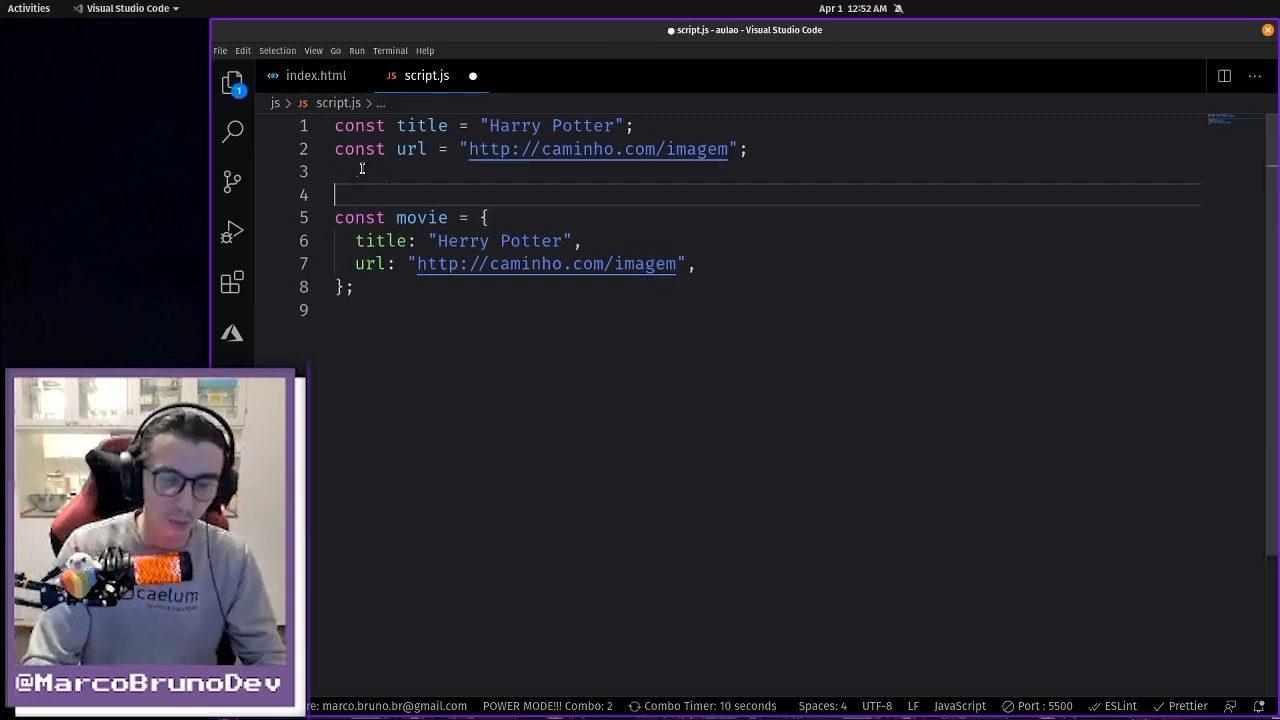 Activities
Visual Studio Code
Apr 1 12:52 AM
script.js - aulao - Visual Studio Code
File Edit Selection View Go Run Terminal Help
index.html
JS script.js
js > JS script.js > ...
1
1 const title = "Harry Potter";
2 const url = "http://caminho.com/imagem";
3
4
5 const movie = {
6 title: "Herry Potter",
7 url: "http://caminho.com/imagem",
8 };
9
caelum
@MarcoBrunoDev
re: marco.bruno.br@gmail.com POWER MODE!!! Combo: 2 Combo Timer: 10 seconds Spaces: 4 UTF-8 LF JavaScript Port : 5500 ESLint Prettier